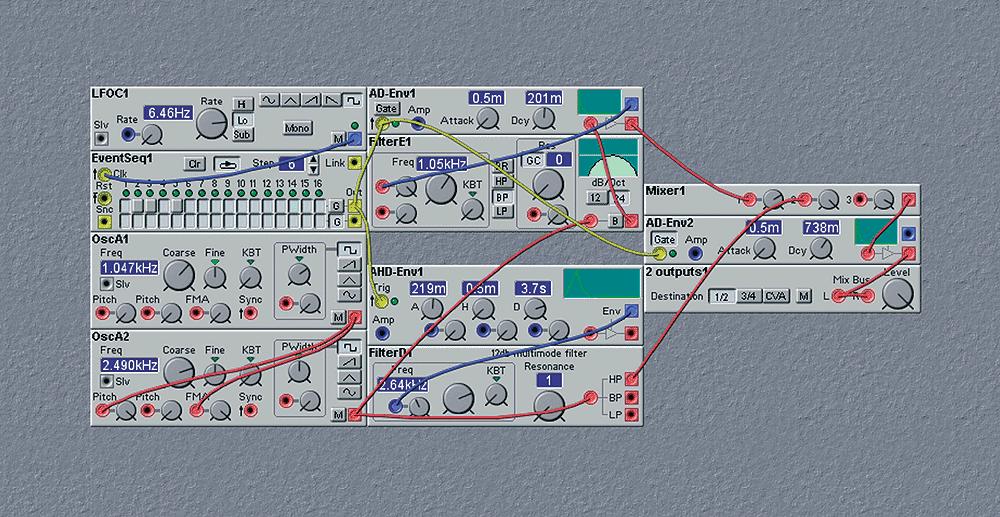 LFOC1
6.46Hz
Rate
H
Lo
Sub
Mono
Slv
Rate
M
EventSeq1
Clr
Step
6
Link
Clk
Rst
1 2 3 4 5 6 7 8 9 10 11 12 13 14 15 16
Out
G
Snc
G
OscA1
Freq
Coarse
Fine
KBT
PWidth
1.047kHz
Slv
Pitch
Pitch
FMA
Sync
M
OscA2
Freq
Coarse
Fine
KBT
PWidth
2.490kHz
Slv
Pitch
Pitch
FMA
Sync
M
AD-Env1
Gate
Amp
0.5m
201m
Attack
Dcy
FilterE1
Freq
1.05kHz
KBT
Res
GC
0
HP
BP
LP
dB/Oct
12
24
B
AHD-Env1
Trig
219m
0.5m
3.7s
A
H
D
Amp
Env
FilterD1
12db multimode filter
Freq
2.64kHz
KBT
Resonance
1
HP
BP
LP
Mixer1
1
3
AD-Env2
Gate
Amp
0.5m
738m
Attack
Dcy
2 outputs1
Mix Bus
Level
Destination
1/2
3/4
CVA
M
L